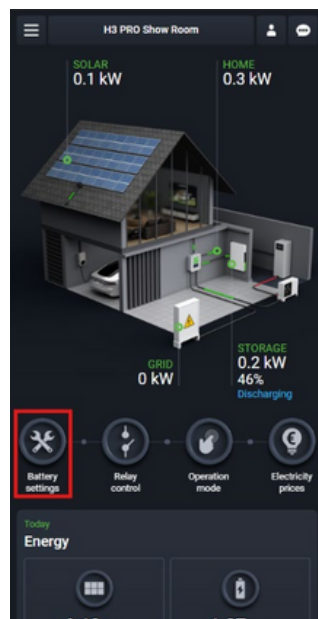 H3 PRO Show Room
SOLAR
0.1 kW
HOME
0.3 kW
GRID
0 kW
STORAGE
0.2 kW
46%
Discharging
Battery
settings
Relay
control
Operation
mode
Electricity
prices
Today
Energy